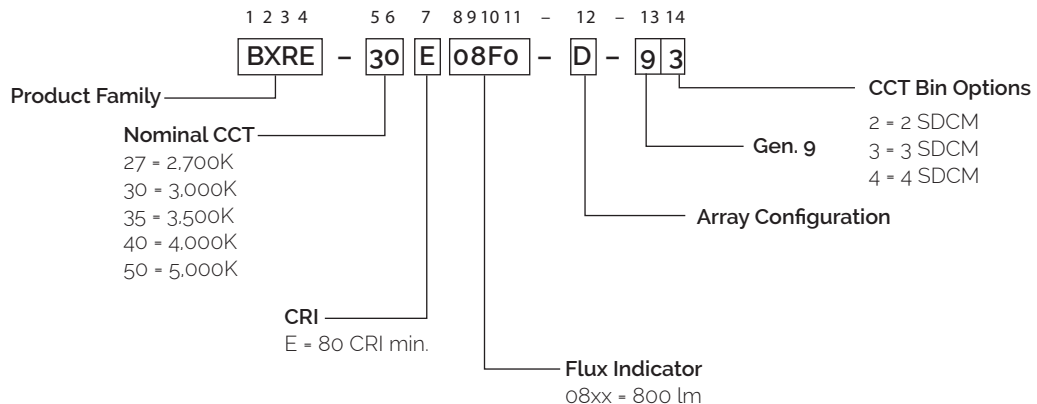 1 2 3 4 5 6 7 8 9 10 11 – 12 – 13 14
BXRE – 30 E 08F0 – D – 9 3
Product Family
CCT Bin Options
2 = 2 SDCM
3 = 3 SDCM
4 = 4 SDCM
Nominal CCT
27 = 2,700K
30 = 3,000K
35 = 3,500K
40 = 4,000K
50 = 5,000K
Gen. 9
Array Configuration
CRI
E = 80 CRI min.
Flux Indicator
08xx = 800 lm